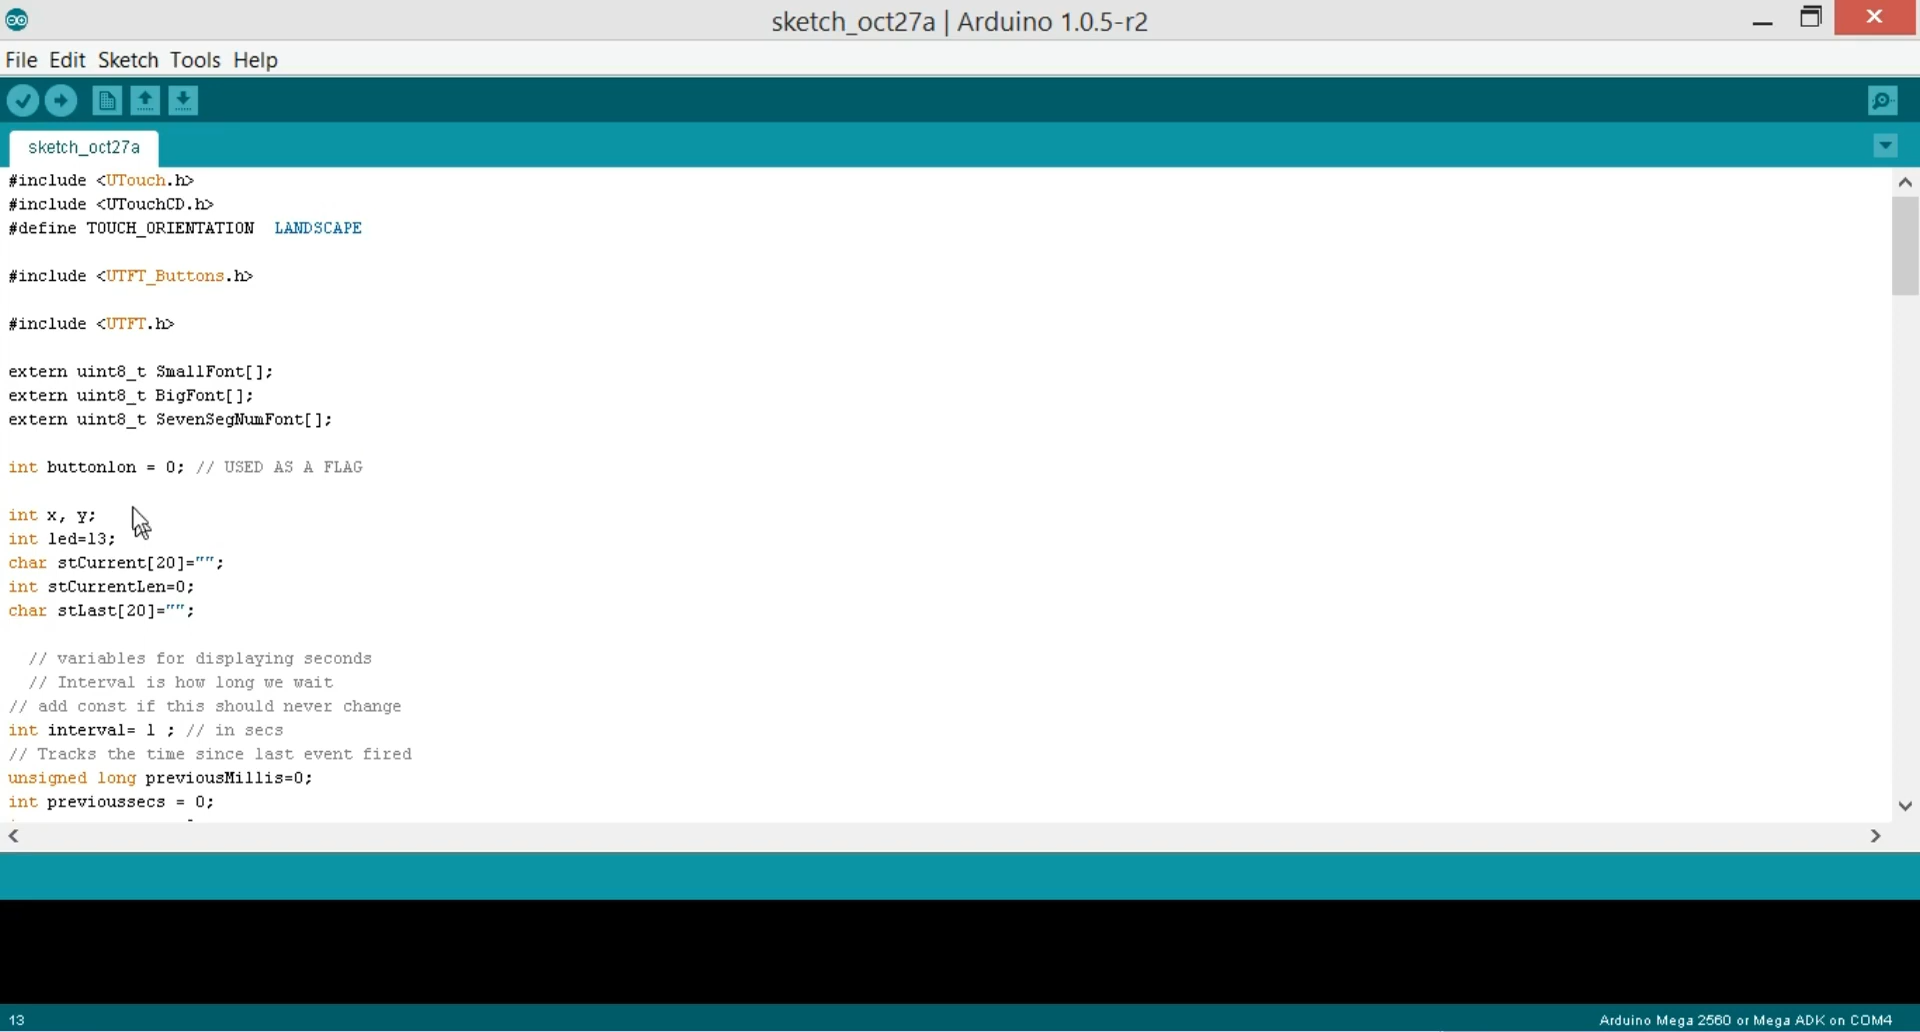 sketch_oct27a | Arduino 1.0.5-r2
File Edit Sketch Tools Help
sketch_oct27a
#include <UTouch.h>
#include <UTouchCD.h>
#define TOUCH_ORIENTATION  LANDSCAPE
#include <UTFT_Buttons.h>
#include <UTFT.h>
extern uint8_t SmallFont[];
extern uint8_t BigFont[];
extern uint8_t SevenSegNumFont[];
int button1on = 0; // USED AS A FLAG
int x, y;
int led=13;
char stCurrent[20]="";
int stCurrentLen=0;
char stLast[20]="";
// variables for displaying seconds
// Interval is how long we wait
// add const if this should never change
int interval= 1 ; // in secs
// Tracks the time since last event fired
unsigned long previousMillis=0;
int previoussecs = 0;
13
Arduino Mega 2560 or Mega ADK on COM4